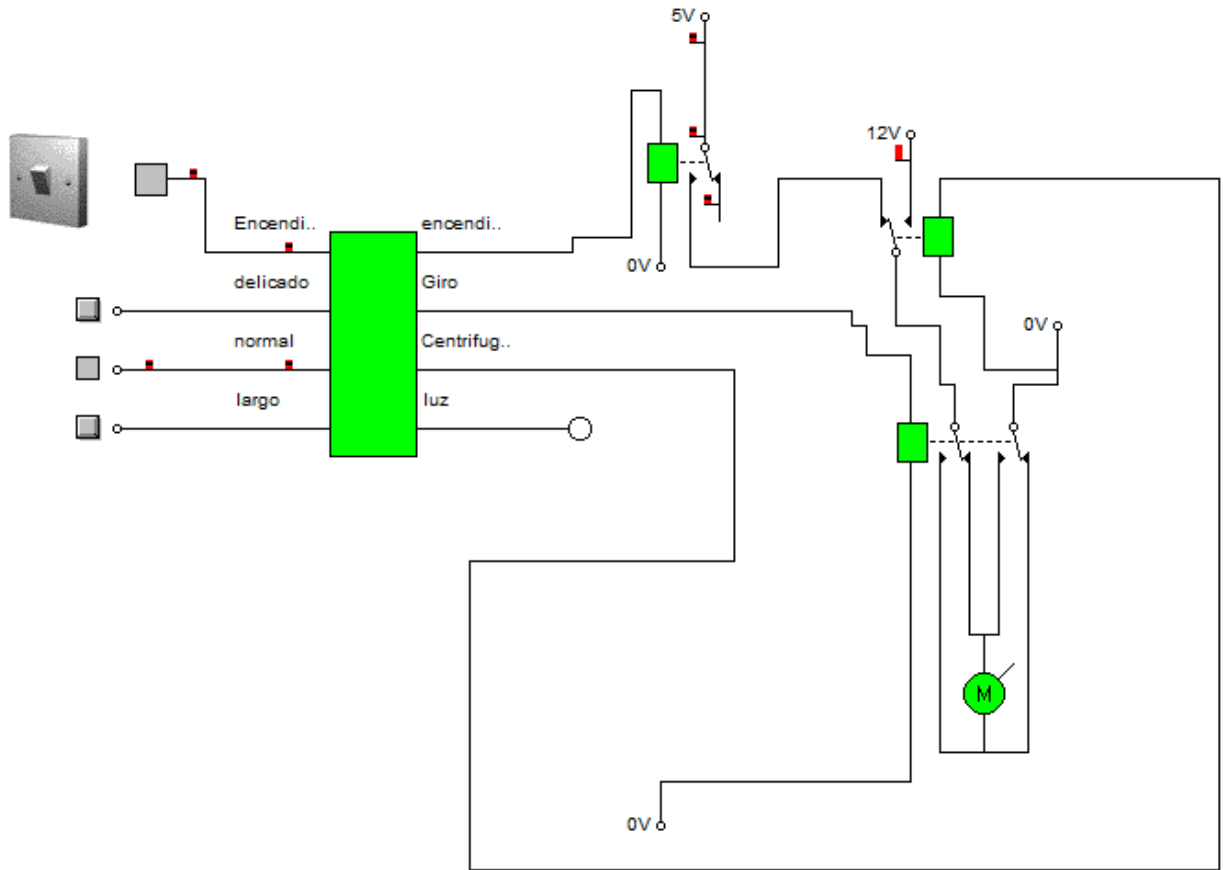 5V
12V
Encendi..
encendi..
0V
delicado
Giro
0V
normal
Centrifug..
largo
luz
M
0V